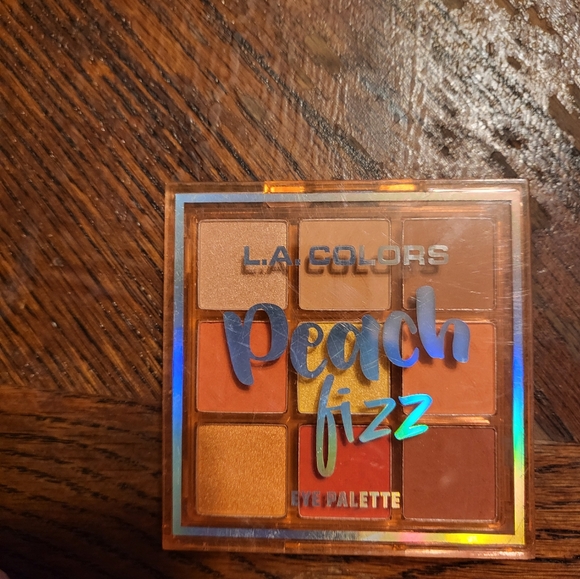 L.A. COLORS
Peach
fizz
EYE PALETTE